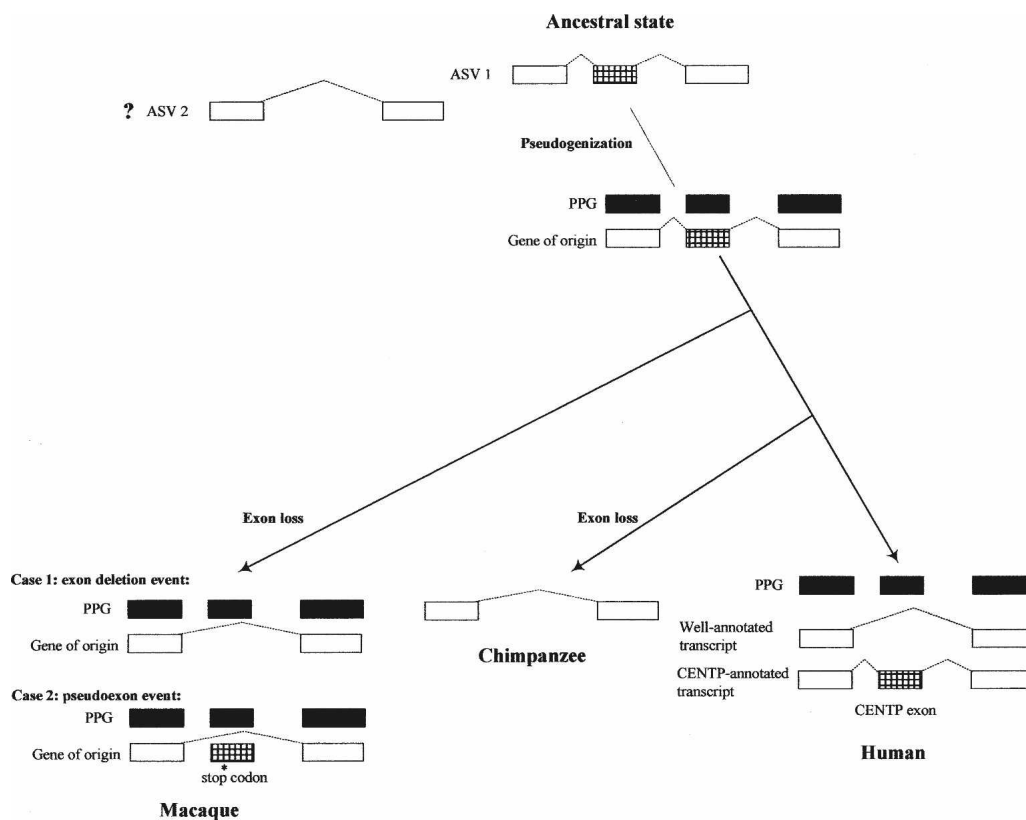 Ancestral state
ASV 1
? ASV 2
Pseudogenization
PPG
Gene of origin
Exon loss
Exon loss
Case 1: exon deletion event:
PPG
Gene of origin
Case 2: pseudoexon event:
PPG
Gene of origin
*
stop codon
Macaque
Chimpanzee
PPG
Well-annotated
transcript
CENTP-annotated
transcript
CENTP exon
Human